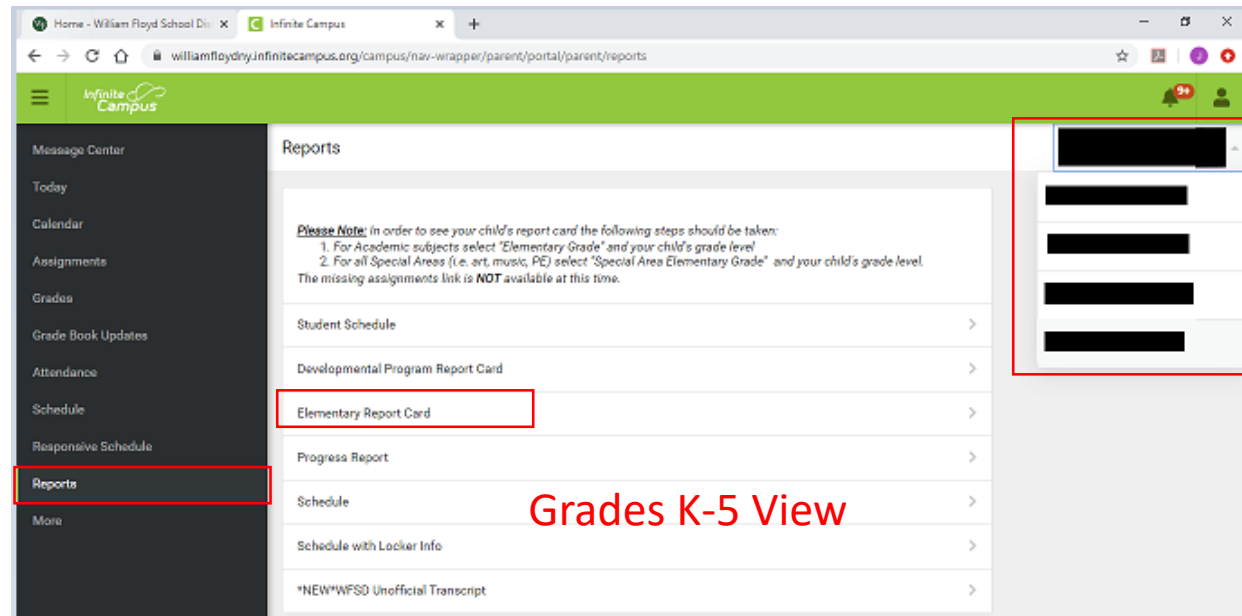 Home - William Floyd School Di
Infinite Campus
williamfloydny.infinitecampus.org/campus/nav-wrapper/parent/portal/parent/reports
Infinite
Campus
9+
Message Center
Today
Calendar
Assignments
Grades
Grade Book Updates
Attendance
Schedule
Responsive Schedule
Reports
More
Reports
Please Note: In order to see your child's report card the following steps should be taken:
1. For Academic subjects select "Elementary Grade" and your child's grade level
2. For all Special Areas (i.e. art, music, PE) select "Special Area Elementary Grade" and your child's grade level.
The missing assignments link is NOT available at this time.
Student Schedule
Developmental Program Report Card
Elementary Report Card
Progress Report
Schedule
Grades K-5 View
Schedule with Locker Info
*NEW*WFSD Unofficial Transcript